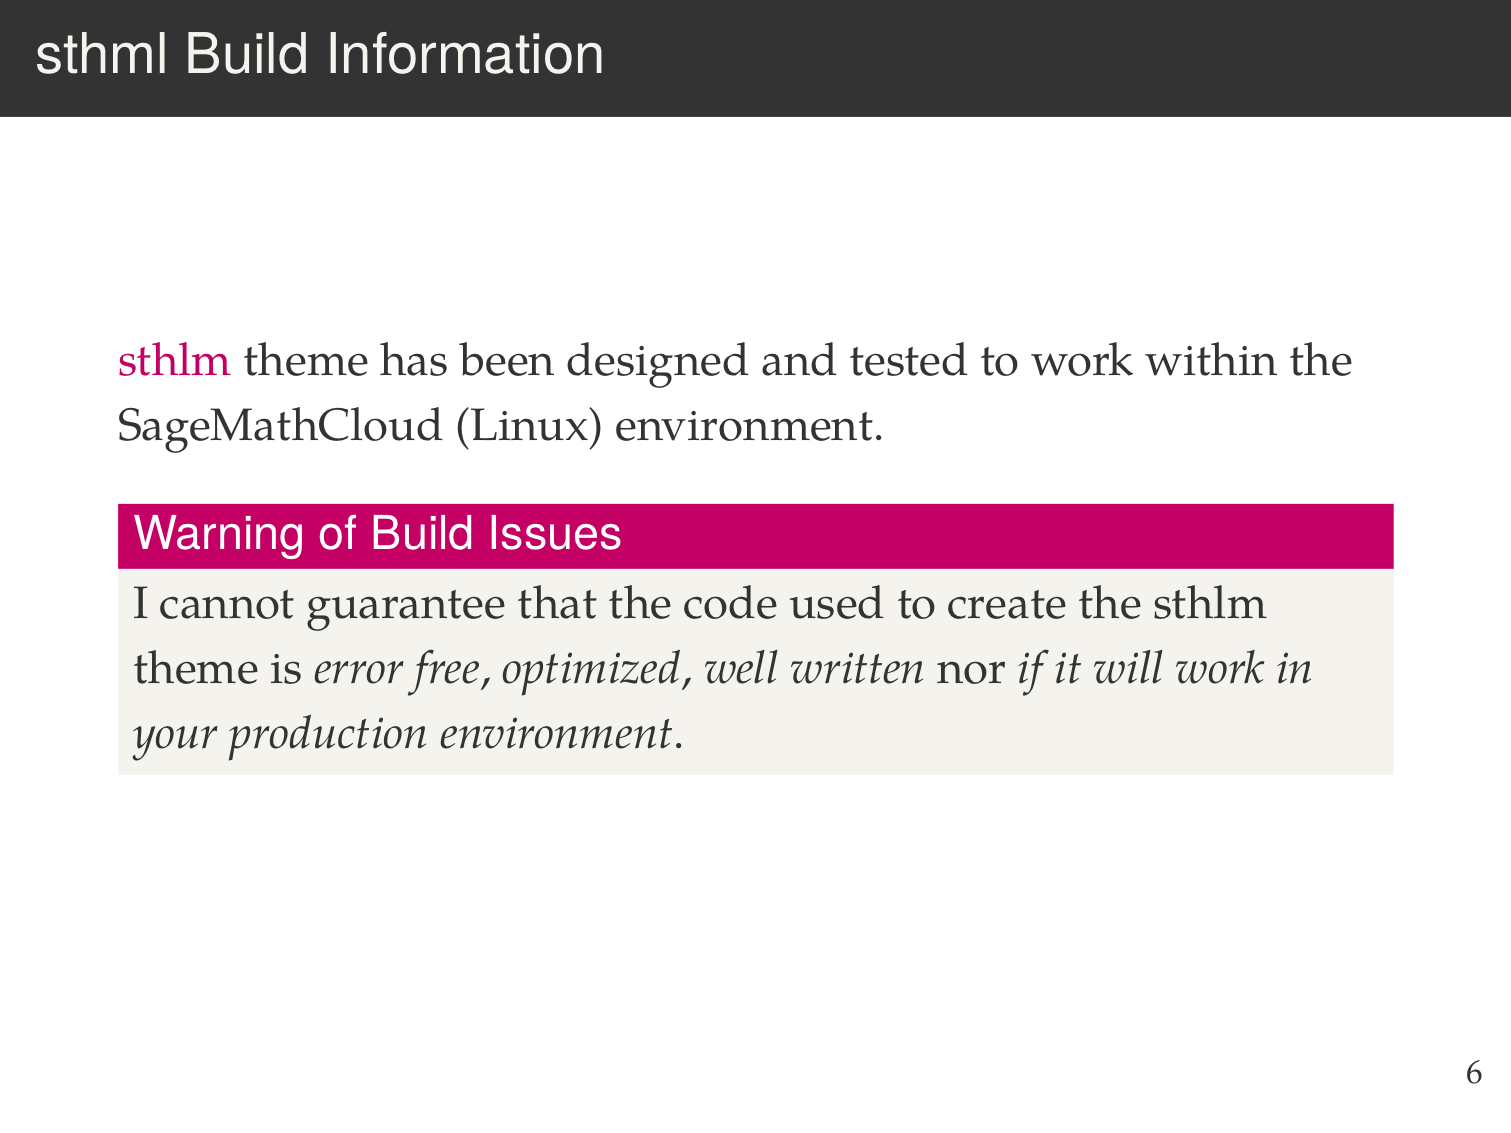 sthml Build Information
sthlm theme has been designed and tested to work within the
SageMathCloud (Linux) environment.
Warning of Build Issues
I cannot guarantee that the code used to create the sthlm
theme is error free, optimized, well written nor if it will work in
your production environment.
6